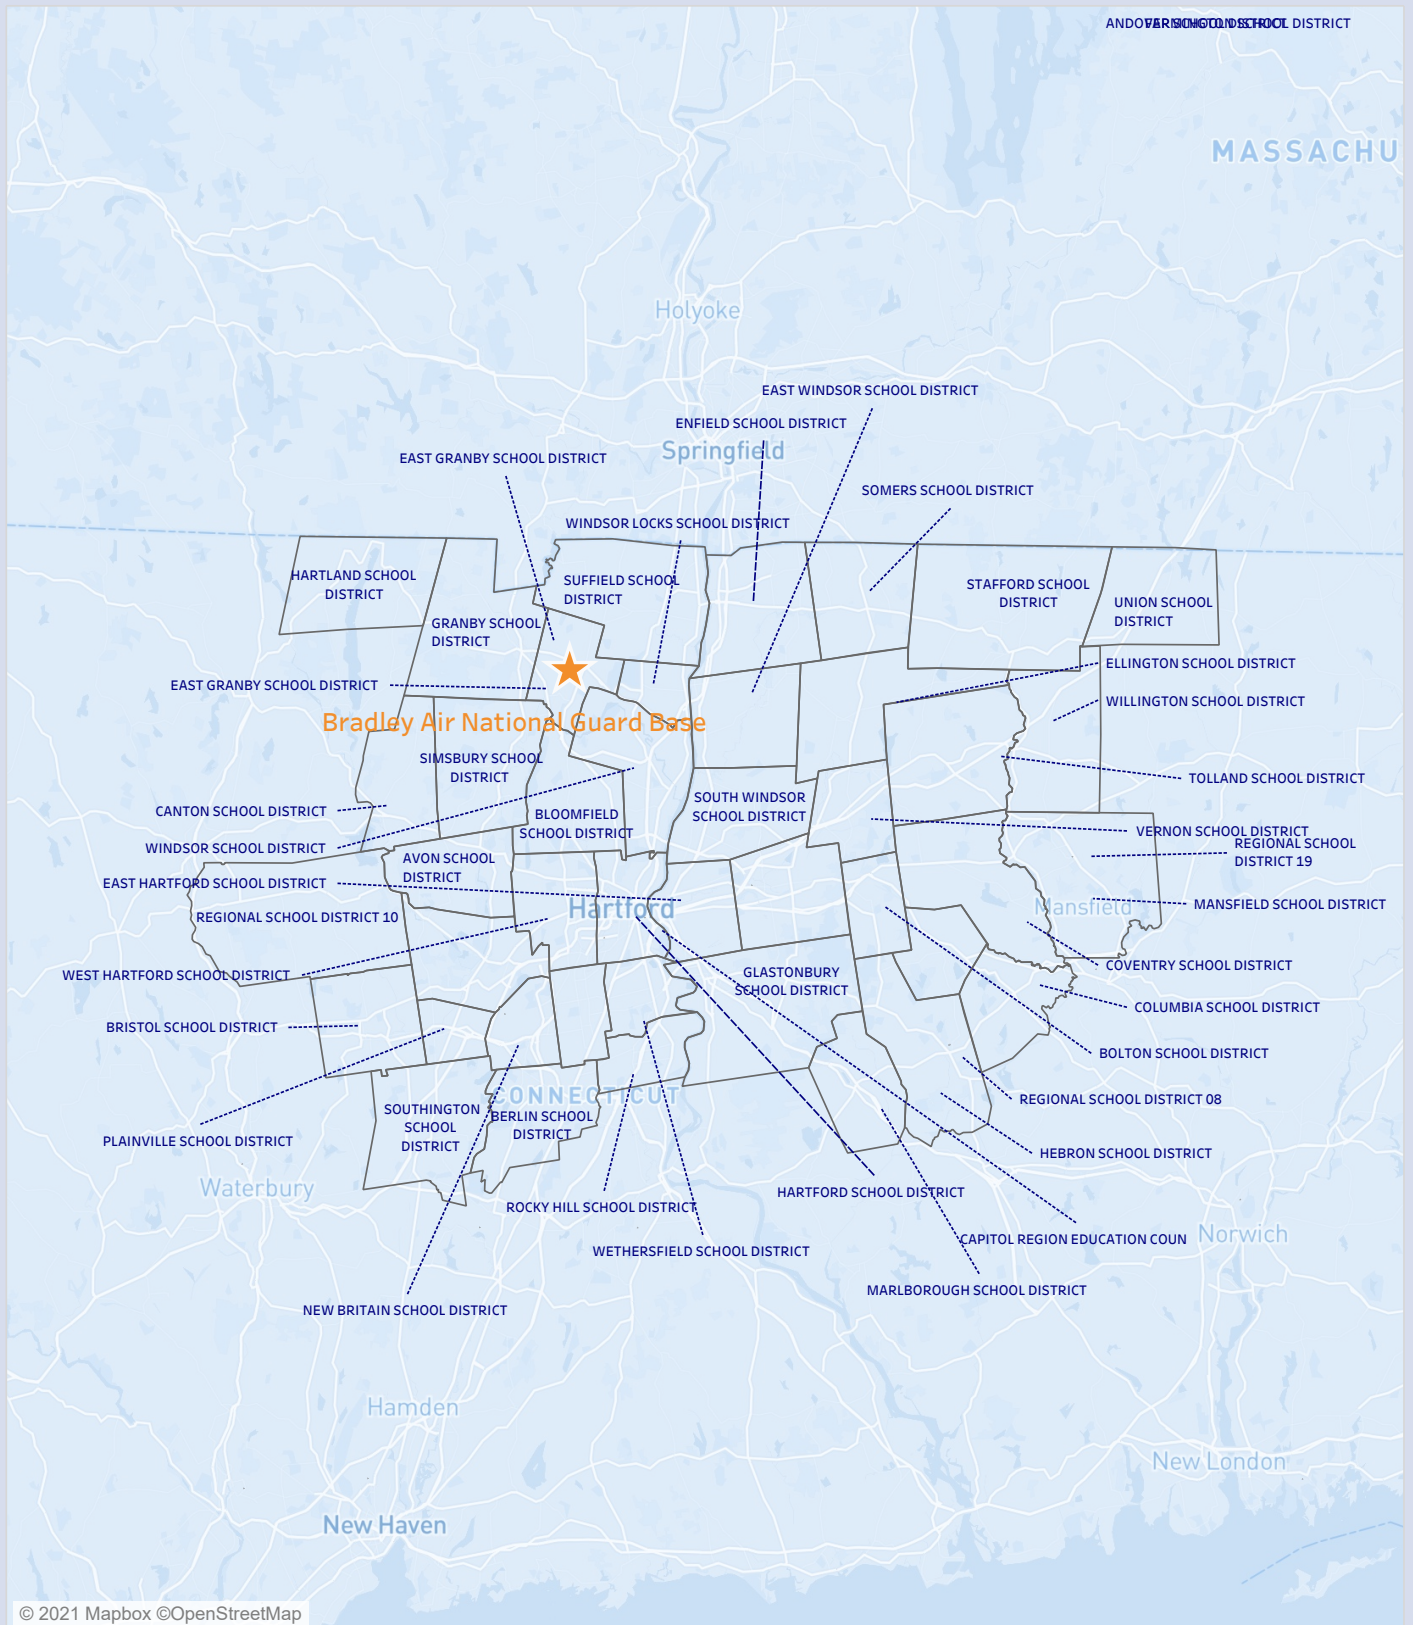 ANDOVER SCHOOL DISTRICT
FARMINGTON SCHOOL DISTRICT
MASSACHU
Holyoke
EAST WINDSOR SCHOOL DISTRICT
ENFIELD SCHOOL DISTRICT
Springfield
EAST GRANBY SCHOOL DISTRICT
SOMERS SCHOOL DISTRICT
WINDSOR LOCKS SCHOOL DISTRICT
HARTLAND SCHOOL
DISTRICT
SUFFIELD SCHOOL
DISTRICT
STAFFORD SCHOOL
DISTRICT
UNION SCHOOL
DISTRICT
GRANBY SCHOOL
DISTRICT
ELLINGTON SCHOOL DISTRICT
EAST GRANBY SCHOOL DISTRICT
WILLINGTON SCHOOL DISTRICT
Bradley Air National Guard Base
SIMSBURY SCHOOL
DISTRICT
TOLLAND SCHOOL DISTRICT
SOUTH WINDSOR
SCHOOL DISTRICT
CANTON SCHOOL DISTRICT
BLOOMFIELD
SCHOOL DISTRICT
VERNON SCHOOL DISTRICT
REGIONAL SCHOOL
DISTRICT 19
WINDSOR SCHOOL DISTRICT
AVON SCHOOL
DISTRICT
EAST HARTFORD SCHOOL DISTRICT
MANSFIELD SCHOOL DISTRICT
Mansfield
Hartford
REGIONAL SCHOOL DISTRICT 10
COVENTRY SCHOOL DISTRICT
WEST HARTFORD SCHOOL DISTRICT
GLASTONBURY
SCHOOL DISTRICT
COLUMBIA SCHOOL DISTRICT
BRISTOL SCHOOL DISTRICT
BOLTON SCHOOL DISTRICT
CONNECTICUT
REGIONAL SCHOOL DISTRICT 08
SOUTHINGTON
SCHOOL
DISTRICT
BERLIN SCHOOL
DISTRICT
PLAINVILLE SCHOOL DISTRICT
HEBRON SCHOOL DISTRICT
Waterbury
HARTFORD SCHOOL DISTRICT
ROCKY HILL SCHOOL DISTRICT
Norwich
CAPITOL REGION EDUCATION COUN
WETHERSFIELD SCHOOL DISTRICT
MARLBOROUGH SCHOOL DISTRICT
NEW BRITAIN SCHOOL DISTRICT
Hamden
New London
New Haven
© 2021 Mapbox ©OpenStreetMap